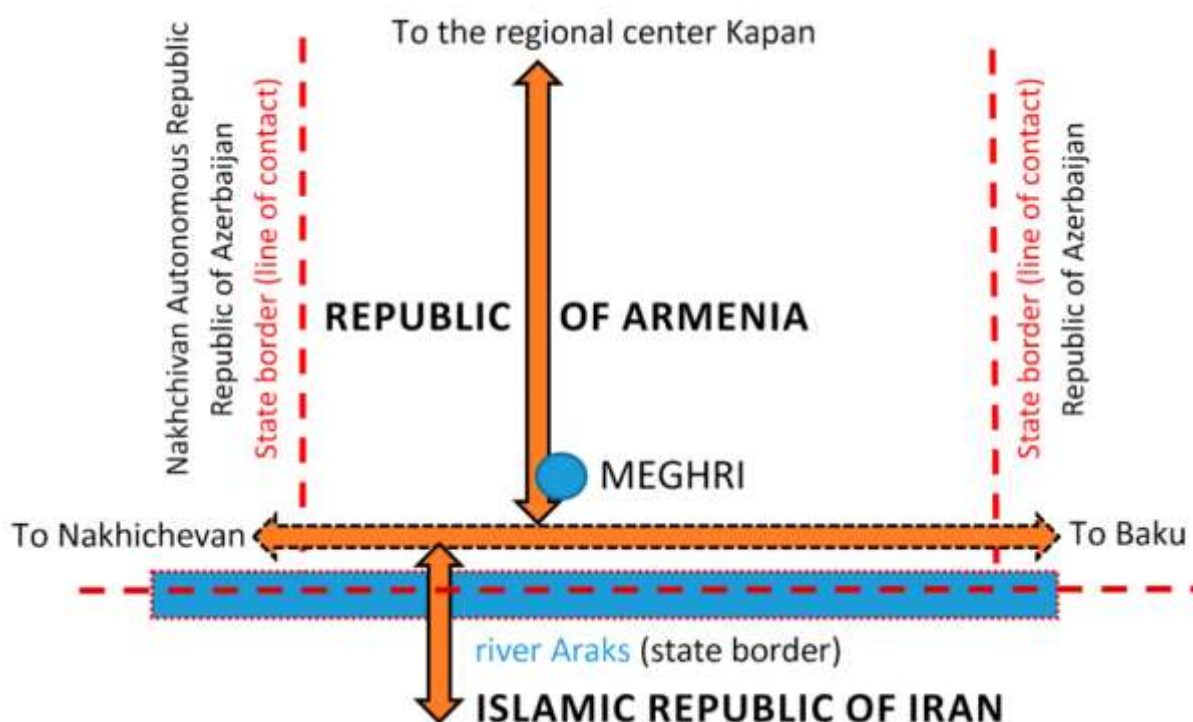 To the regional center Kapan
Nakhchivan Autonomous Republic
Republic of Azerbaijan
State border (line of contact)
REPUBLIC OF ARMENIA
State border (line of contact)
Republic of Azerbaijan
MEGHRI
To Nakhichevan
To Baku
river Araks (state border)
ISLAMIC REPUBLIC OF IRAN